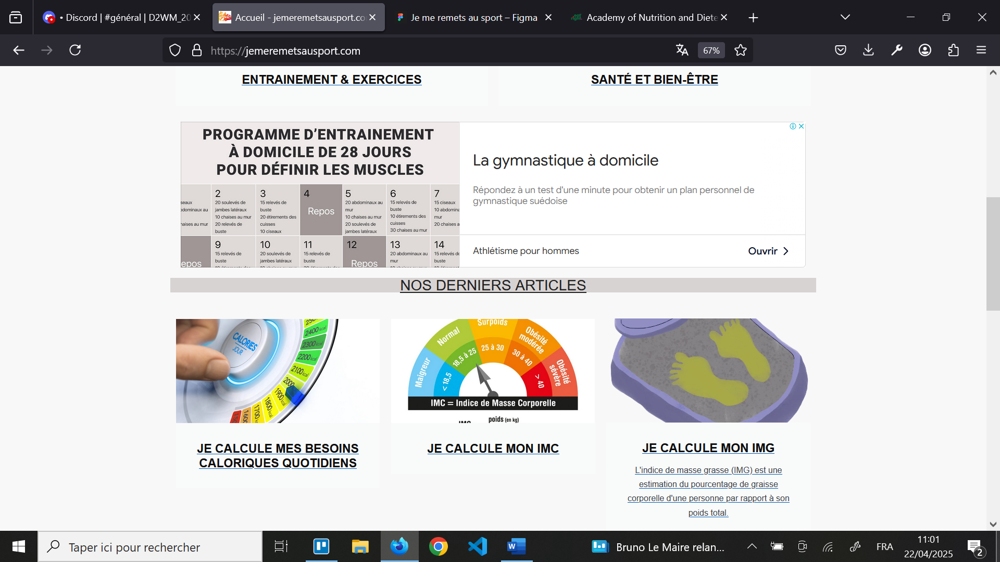 • Discord | #général | D2WM_20
Accueil - jemeremetsausport.co
Je me remets au sport – Figma
Academy of Nutrition and Diete
https://jemeremetsausport.com
67%
ENTRAINEMENT & EXERCICES
SANTÉ ET BIEN-ÊTRE
PROGRAMME D’ENTRAINEMENT
À DOMICILE DE 28 JOURS
POUR DÉFINIR LES MUSCLES
seaux
bdominaux au
haises au mur
2
20 soulevés de
jambes latéraux
10 chaises au mur
20 relevés de
buste
3
15 relevés de
buste
20 étirements des
cuisses
10 ciseaux
4
Repos
5
20 abdominaux au
mur
10 chaises au mur
20 soulevés de
jambes latéraux
6
15 relevés de
buste
10 étirements des
cuisses
30 chaises au mur
7
15 ciseaux
10 abdomina
mur
20 chaises a
epos
9
15 relevés de
buste
10
20 soulevés de
jambes latéraux
11
15 relevés de
buste
12
Repos
13
20 abdominaux au
mur
14
15 relevés de
buste
La gymnastique à domicile
Répondez à un test d'une minute pour obtenir un plan personnel de
gymnastique suédoise
Athlétisme pour hommes
Ouvrir
NOS DERNIERS ARTICLES
CALORIES
JOUR
2400 kcal
2300 kcal
2200 kcal
2100 kcal
2000
1900 kcal
1800 kcal
1700
1600
Maigreur
Normal
Surpoids
Obésité
modérée
Obésité
sévère
< 18,5
18,5 à 25
25 à 30
30 à 40
> 40
IMC = Indice de Masse Corporelle
IMC
poids (en kg)
JE CALCULE MES BESOINS
CALORIQUES QUOTIDIENS
JE CALCULE MON IMC
JE CALCULE MON IMG
L'indice de masse grasse (IMG) est une
estimation du pourcentage de graisse
corporelle d'une personne par rapport à son
poids total.
Taper ici pour rechercher
Bruno Le Maire relan...
FRA
11:01
22/04/2025
2